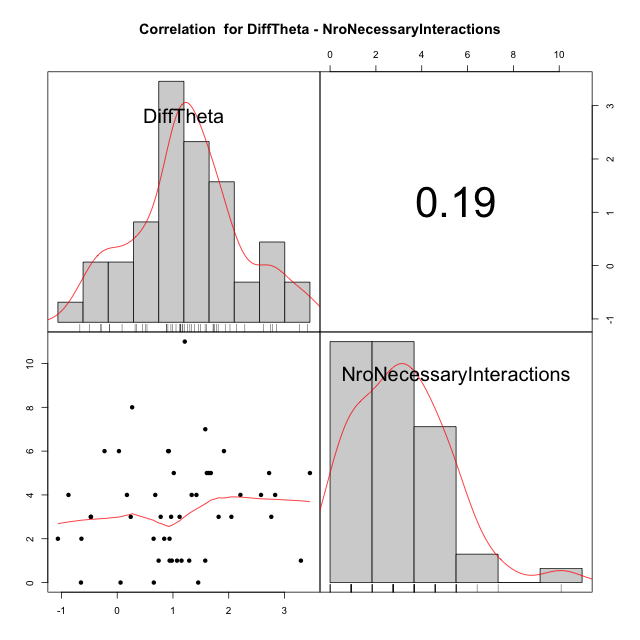 Correlation for DiffTheta - NroNecessaryInteractions
0 2 4 6 8 10
DiffTheta
0.19
3
2
1
0
-1
NroNecessaryInteractions
10
8
6
4
2
0
-1 0 1 2 3